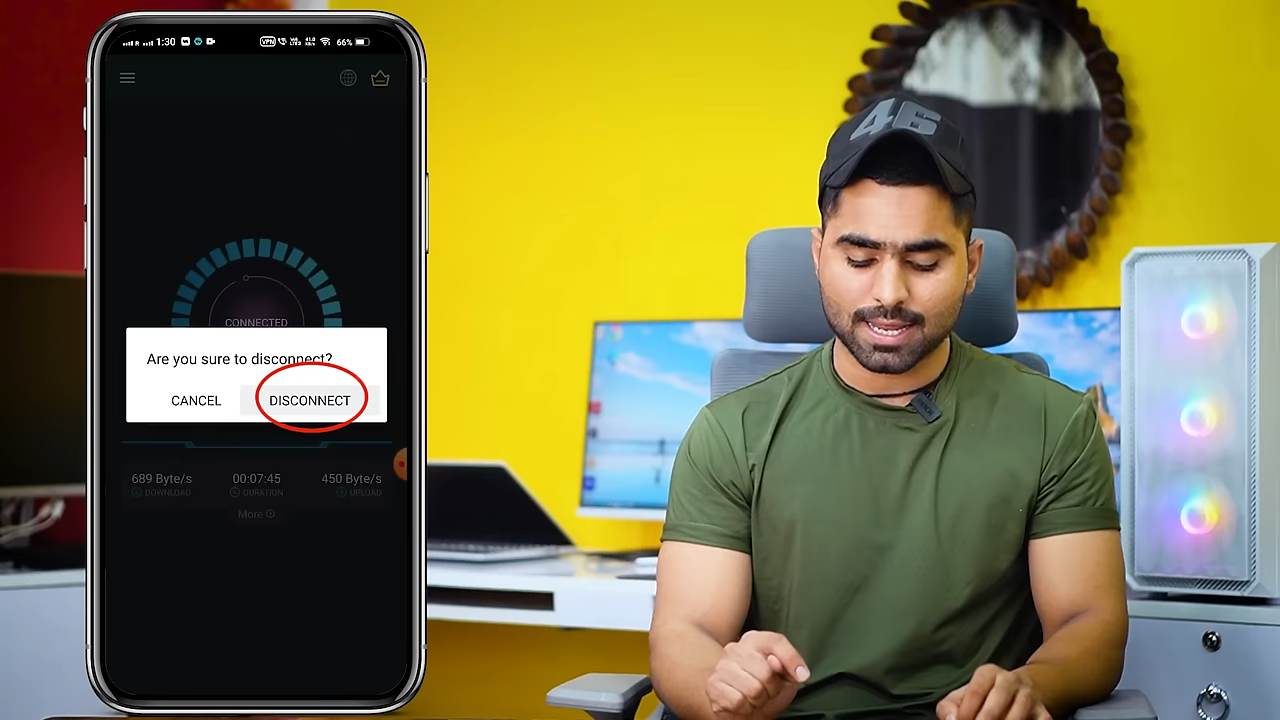 1:30
VPN
66%
CONNECTED
Are you sure to disconnect?
CANCEL DISCONNECT
689 Byte/s 00:07:45 450 Byte/s
DOWNLOAD DURATION UPLOAD
More
46